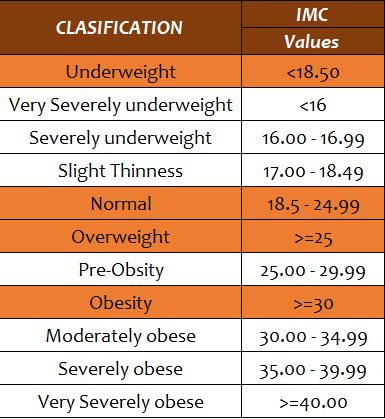 CLASIFICATION IMC
Values
Underweight <18.50
Very Severely underweight <16
Severely underweight 16.00 - 16.99
Slight Thinness 17.00 - 18.49
Normal 18.5 - 24.99
Overweight >=25
Pre-Obsity 25.00 - 29.99
Obesity >=30
Moderately obese 30.00 - 34.99
Severely obese 35.00 - 39.99
Very Severely obese >=40.00